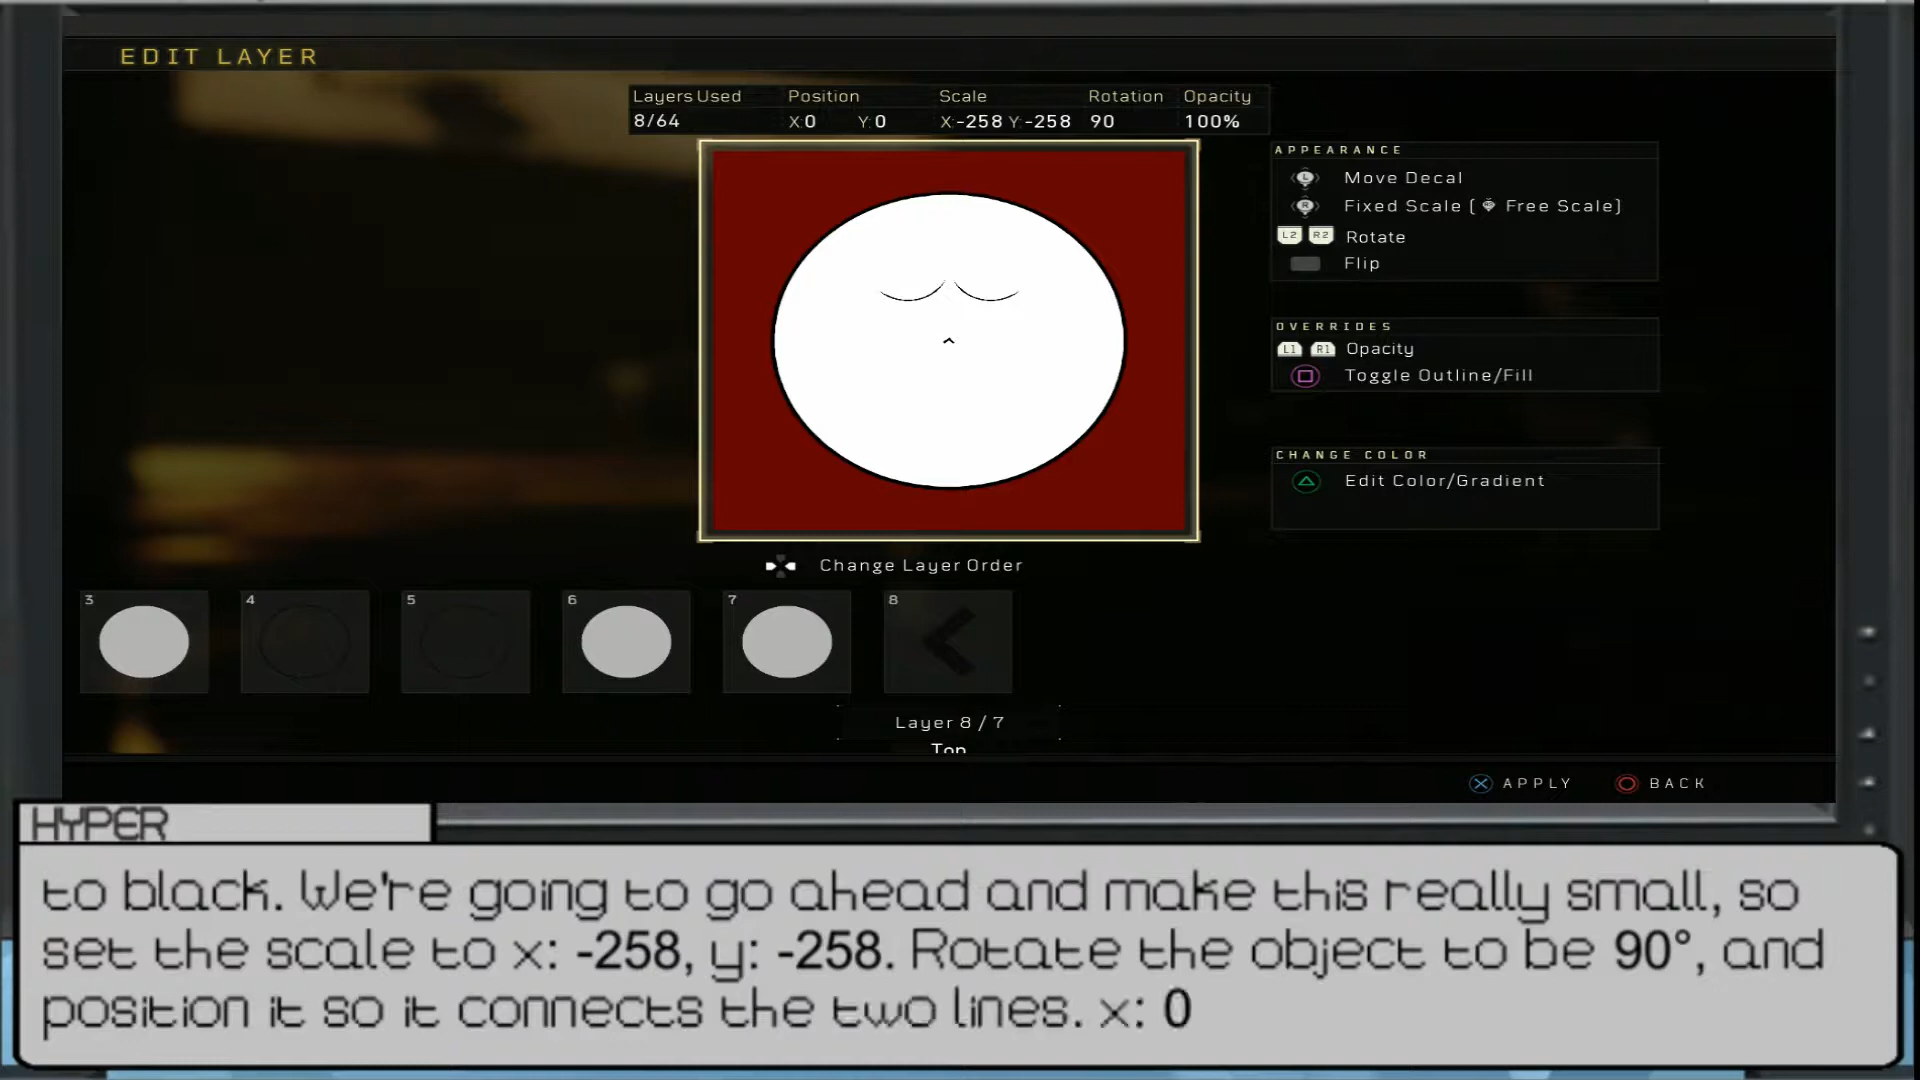 EDIT LAYER
Layers Used Position Scale Rotation Opacity
8/64 X:0 Y:0 X:-258 Y:-258 90 100%
APPEARANCE
L Move Decal
R Fixed Scale ( Free Scale)
L2 R2 Rotate
Flip
OVERRIDES
L1 R1 Opacity
Toggle Outline/Fill
CHANGE COLOR
Edit Color/Gradient
Change Layer Order
3 4 5 6 7 8
Layer 8 / 7
Top
APPLY BACK
HYPER
to black. We're going to go ahead and make this really small, so
set the scale to x: -258, y: -258. Rotate the object to be 90°, and
position it so it connects the two lines. x: 0